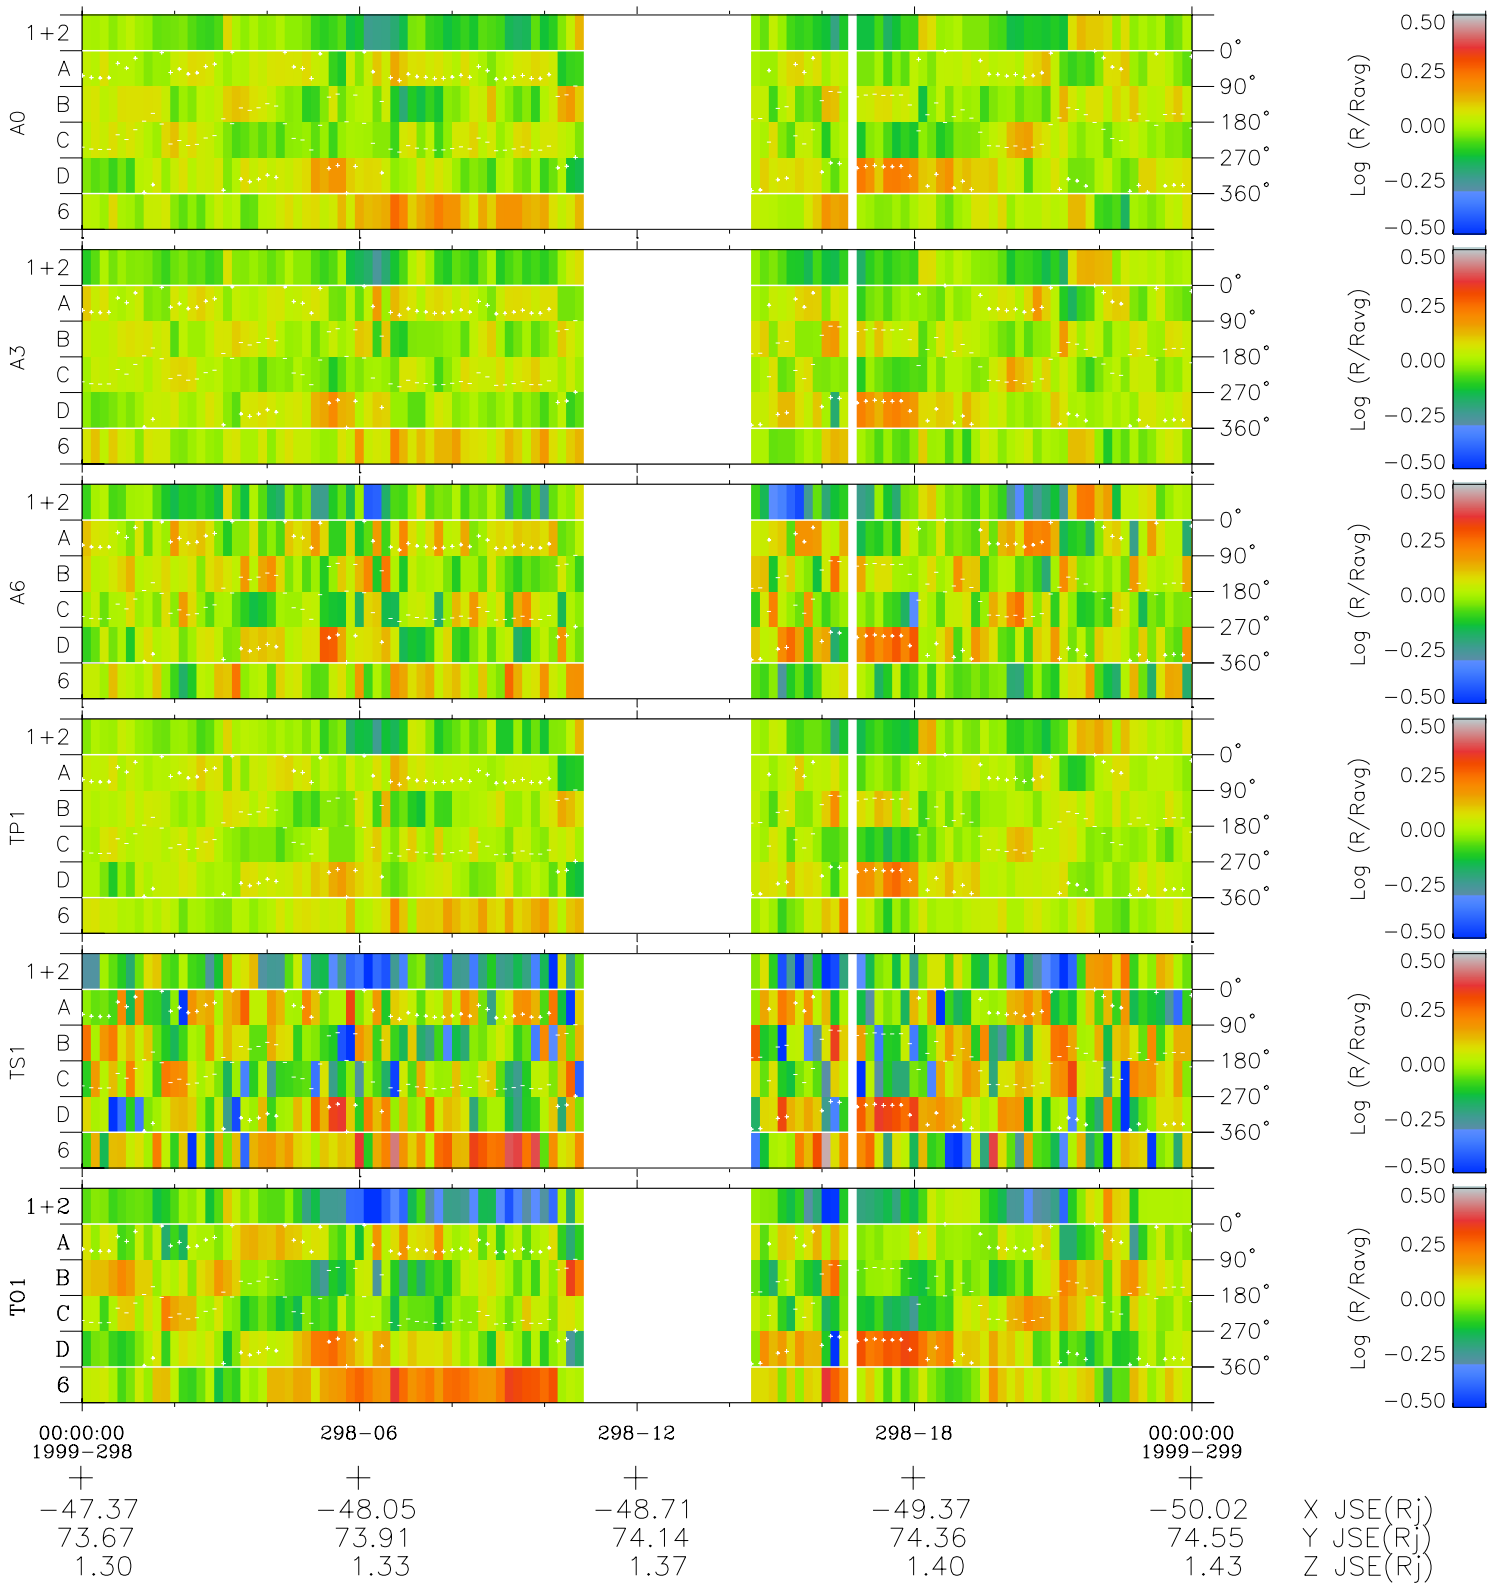 1+2 0.50
0°
A 0.25
90°
B
A0 180° 0.00 Log (R/Ravg)
C
270°
D -0.25
360°
6
-0.50
1+2 0.50
0°
A 0.25
90°
B
A3 180° 0.00 Log (R/Ravg)
C
270°
D -0.25
360°
6
-0.50
1+2 0.50
0°
A 0.25
90°
B
A6 180° 0.00 Log (R/Ravg)
C
270°
D -0.25
360°
6
-0.50
1+2 0.50
0°
A 0.25
90°
B
TP1 180° 0.00 Log (R/Ravg)
C
270°
D -0.25
360°
6
-0.50
1+2 0.50
0°
A 0.25
90°
B
TS1 180° 0.00 Log (R/Ravg)
C
270°
D -0.25
360°
6
-0.50
1+2 0.50
0°
A 0.25
90°
B
TO1 180° 0.00 Log (R/Ravg)
C
270°
D -0.25
360°
6
-0.50
00:00:00 298-06 298-12 298-18 00:00:00
1999-298 1999-299
-47.37 -48.05 -48.71 -49.37 -50.02 X JSE(Rj)
73.67 73.91 74.14 74.36 74.55 Y JSE(Rj)
1.30 1.33 1.37 1.40 1.43 Z JSE(Rj)